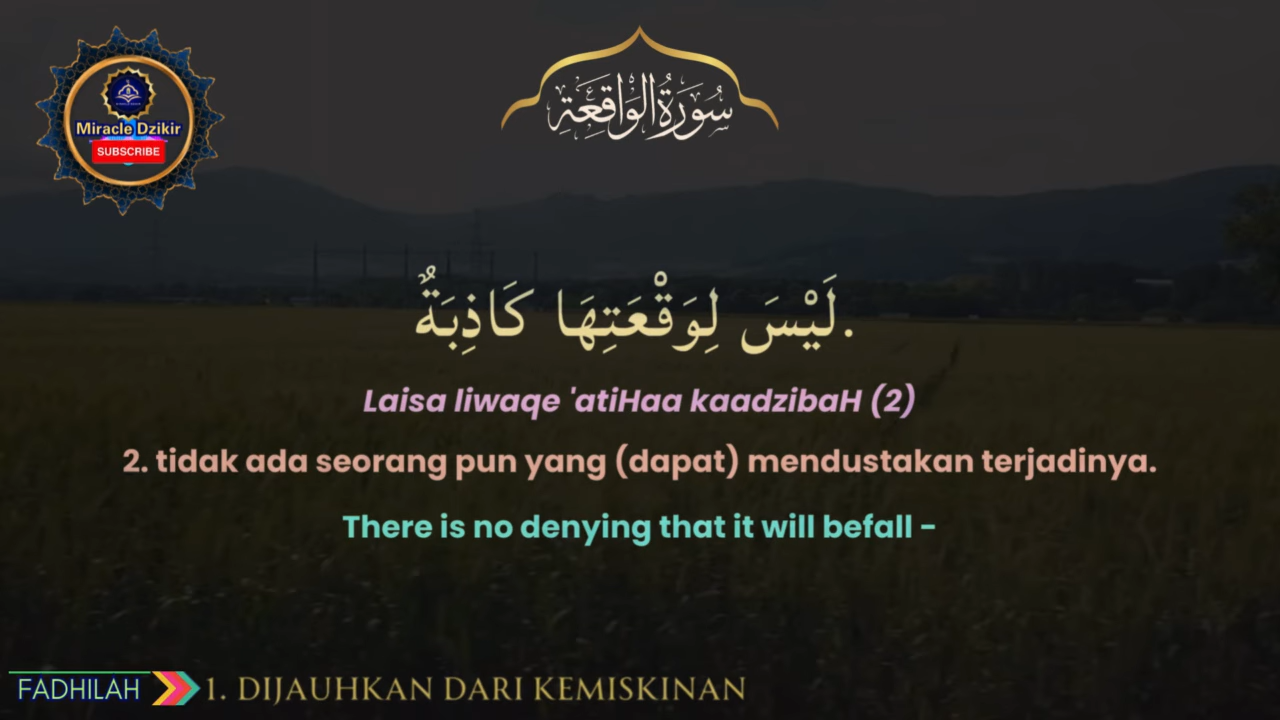 Miracle Dzikir
SUBSCRIBE
سُورَةُ الْوَاقِعَةِ
لَيْسَ لِوَقْعَتِهَا كَاذِبَةٌ.
Laisa liwaqe 'atiHaa kaadzibaH (2)
2. tidak ada seorang pun yang (dapat) mendustakan terjadinya.
There is no denying that it will befall -
FADHILAH 1. DIJAUHKAN DARI KEMISKINAN